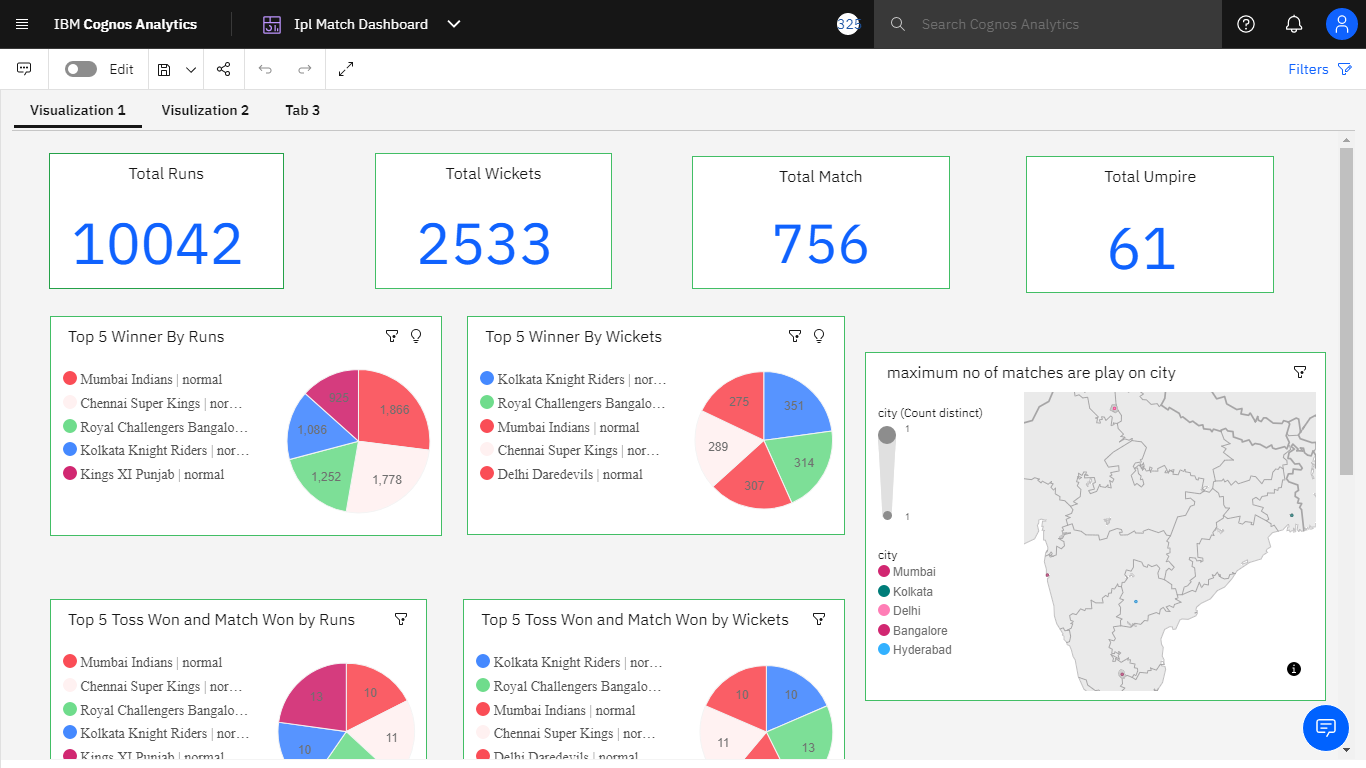 IBM Cognos Analytics
Ipl Match Dashboard
325
Search Cognos Analytics
Edit
Filters
Visualization 1
Visulization 2
Tab 3
Total Runs
10042
Total Wickets
2533
Total Match
756
Total Umpire
61
Top 5 Winner By Runs
Mumbai Indians | normal
Chennai Super Kings | nor…
Royal Challengers Bangalo…
Kolkata Knight Riders | nor…
Kings XI Punjab | normal
1,866
1,778
1,252
1,086
Top 5 Winner By Wickets
Kolkata Knight Riders | nor…
Royal Challengers Bangalo…
Mumbai Indians | normal
Chennai Super Kings | nor…
Delhi Daredevils | normal
351
314
307
289
275
maximum no of matches are play on city
city (Count distinct)
1
1
city
Mumbai
Kolkata
Delhi
Bangalore
Hyderabad
Top 5 Toss Won and Match Won by Runs
Mumbai Indians | normal
Chennai Super Kings | nor…
Royal Challengers Bangalo…
Kolkata Knight Riders | nor…
Kings XI Punjab | normal
10
11
10
Top 5 Toss Won and Match Won by Wickets
Kolkata Knight Riders | nor…
Royal Challengers Bangalo…
Mumbai Indians | normal
Chennai Super Kings | nor…
Delhi Daredevils | normal
10
13
11
10